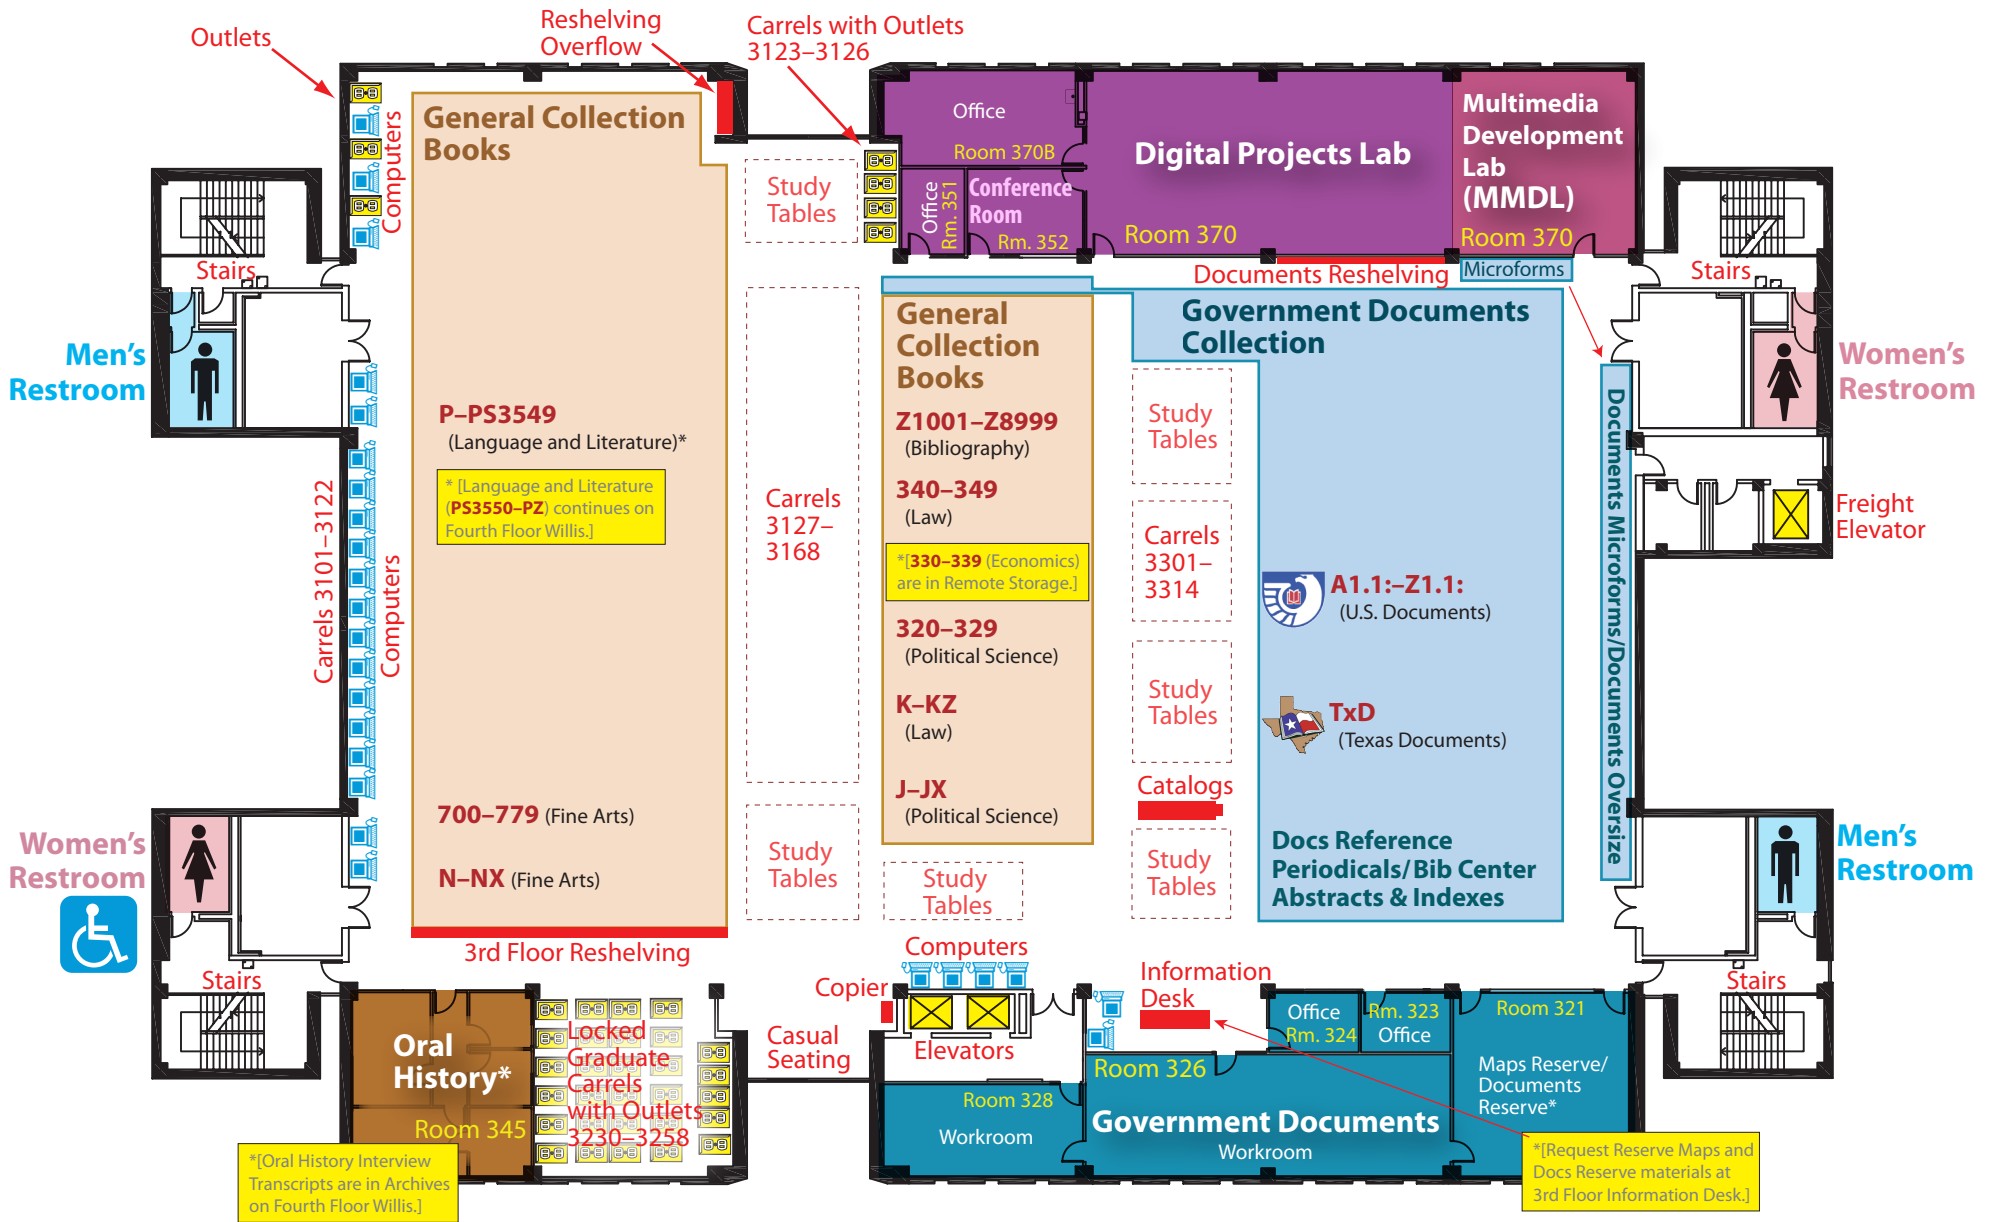 Outlets
Reshelving
Overflow
Carrels with Outlets
3123–3126
Computers
General Collection
Books
Study
Tables
Office
Room 370B
Office
Rm. 351
Conference
Room
Rm. 352
Digital Projects Lab
Room 370
Multimedia
Development
Lab
(MMDL)
Room 370
Stairs
Documents Reshelving
Microforms
Stairs
Men's
Restroom
Women's
Restroom
General
Collection
Books
Government Documents
Collection
P–PS3549
(Language and Literature)*
* [Language and Literature
(PS3550–PZ) continues on
Fourth Floor Willis.]
Carrels 3101–3122
Computers
Carrels
3127–
3168
Z1001–Z8999
(Bibliography)
340–349
(Law)
*[330–339 (Economics)
are in Remote Storage.]
320–329
(Political Science)
K–KZ
(Law)
J–JX
(Political Science)
Study
Tables
Carrels
3301–
3314
Study
Tables
Catalogs
Study
Tables
A1.1:–Z1.1:
(U.S. Documents)
TxD
(Texas Documents)
Docs Reference
Periodicals/Bib Center
Abstracts & Indexes
Documents Microforms/Documents Oversize
Freight
Elevator
700–779 (Fine Arts)
N–NX (Fine Arts)
3rd Floor Reshelving
Study
Tables
Study
Tables
Women's
Restroom
Men's
Restroom
Stairs
Stairs
Computers
Copier
Casual
Seating
Elevators
Information
Desk
Oral
History*
Room 345
*[Oral History Interview
Transcripts are in Archives
on Fourth Floor Willis.]
Locked
Graduate
Carrels
with Outlets
3230–3258
Room 328
Workroom
Room 326
Government Documents
Workroom
Office
Rm. 324
Rm. 323
Office
Room 321
Maps Reserve/
Documents
Reserve*
*[Request Reserve Maps and
Docs Reserve materials at
3rd Floor Information Desk.]